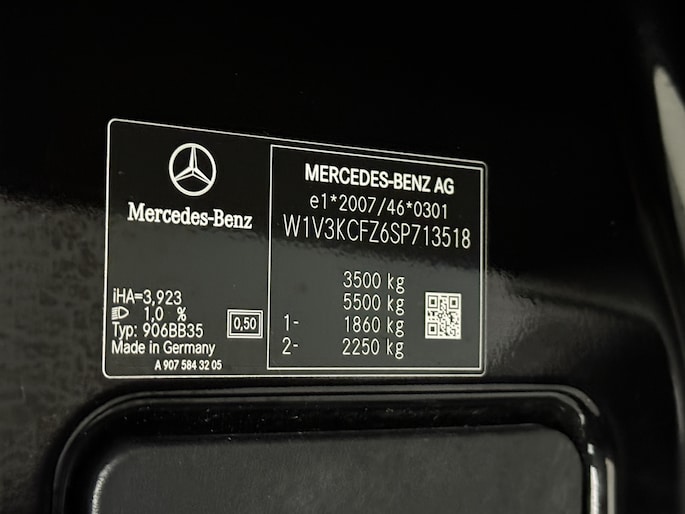 Mercedes-Benz
iHA=3,923
1,0 %
Typ: 906BB35
0,50
Made in Germany
A 907 584 32 05
MERCEDES-BENZ AG
e1*2007/46*0301
W1V3KCFZ6SP713518
3500 kg
5500 kg
1- 1860 kg
2- 2250 kg